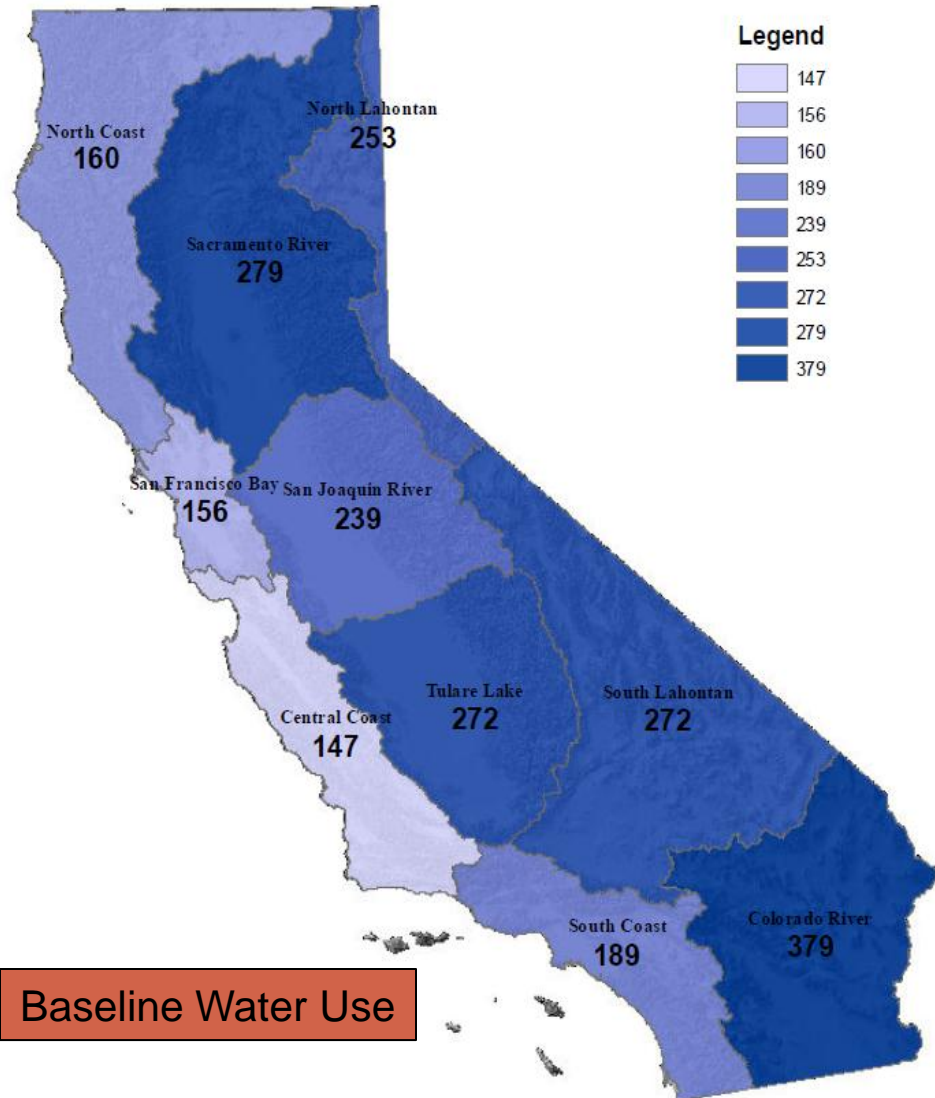 Legend
147
156
160
189
239
253
272
279
379
North Coast
160
North Lahontan
253
Sacramento River
279
San Francisco Bay
156
San Joaquin River
239
Central Coast
147
Tulare Lake
272
South Lahontan
272
South Coast
189
Colorado River
379
Baseline Water Use